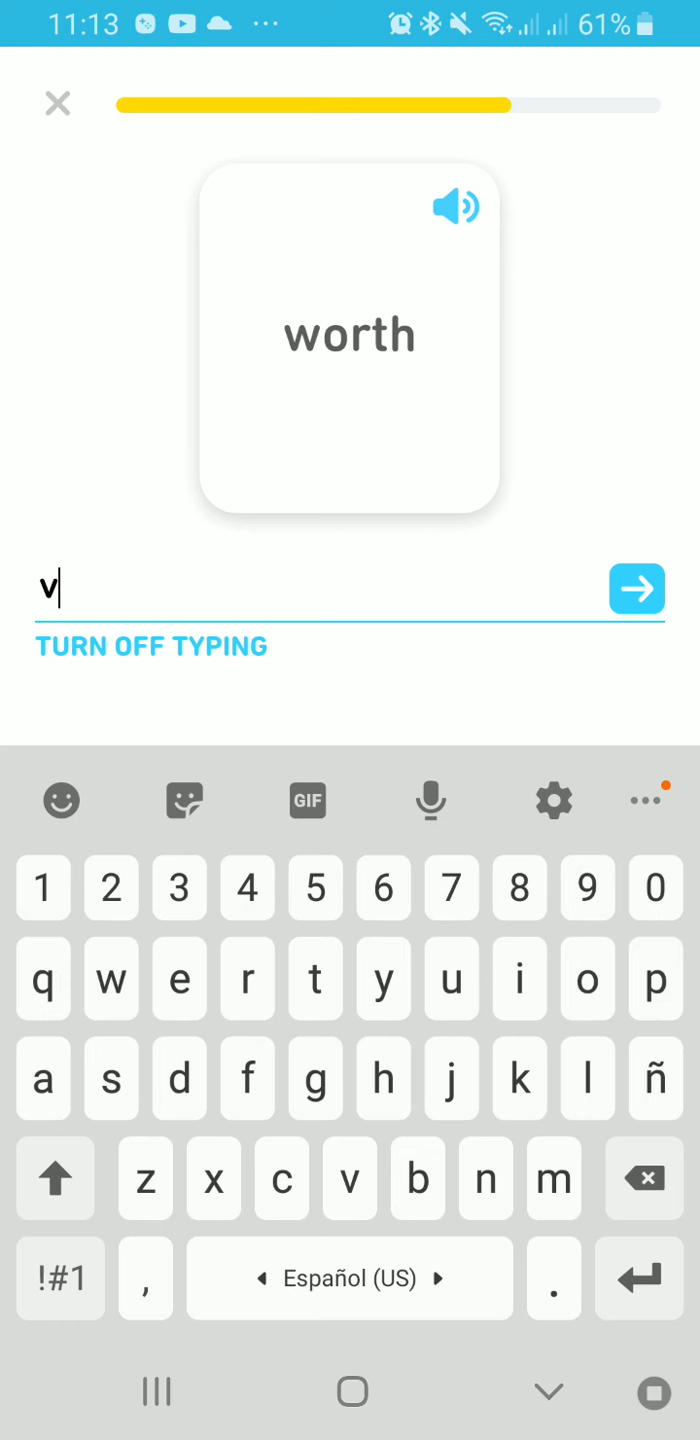 11:13 61%
worth
v
TURN OFF TYPING
GIF
1 2 3 4 5 6 7 8 9 0
q w e r t y u i o p
a s d f g h j k l ñ
z x c v b n m
!#1 , Español (US) .